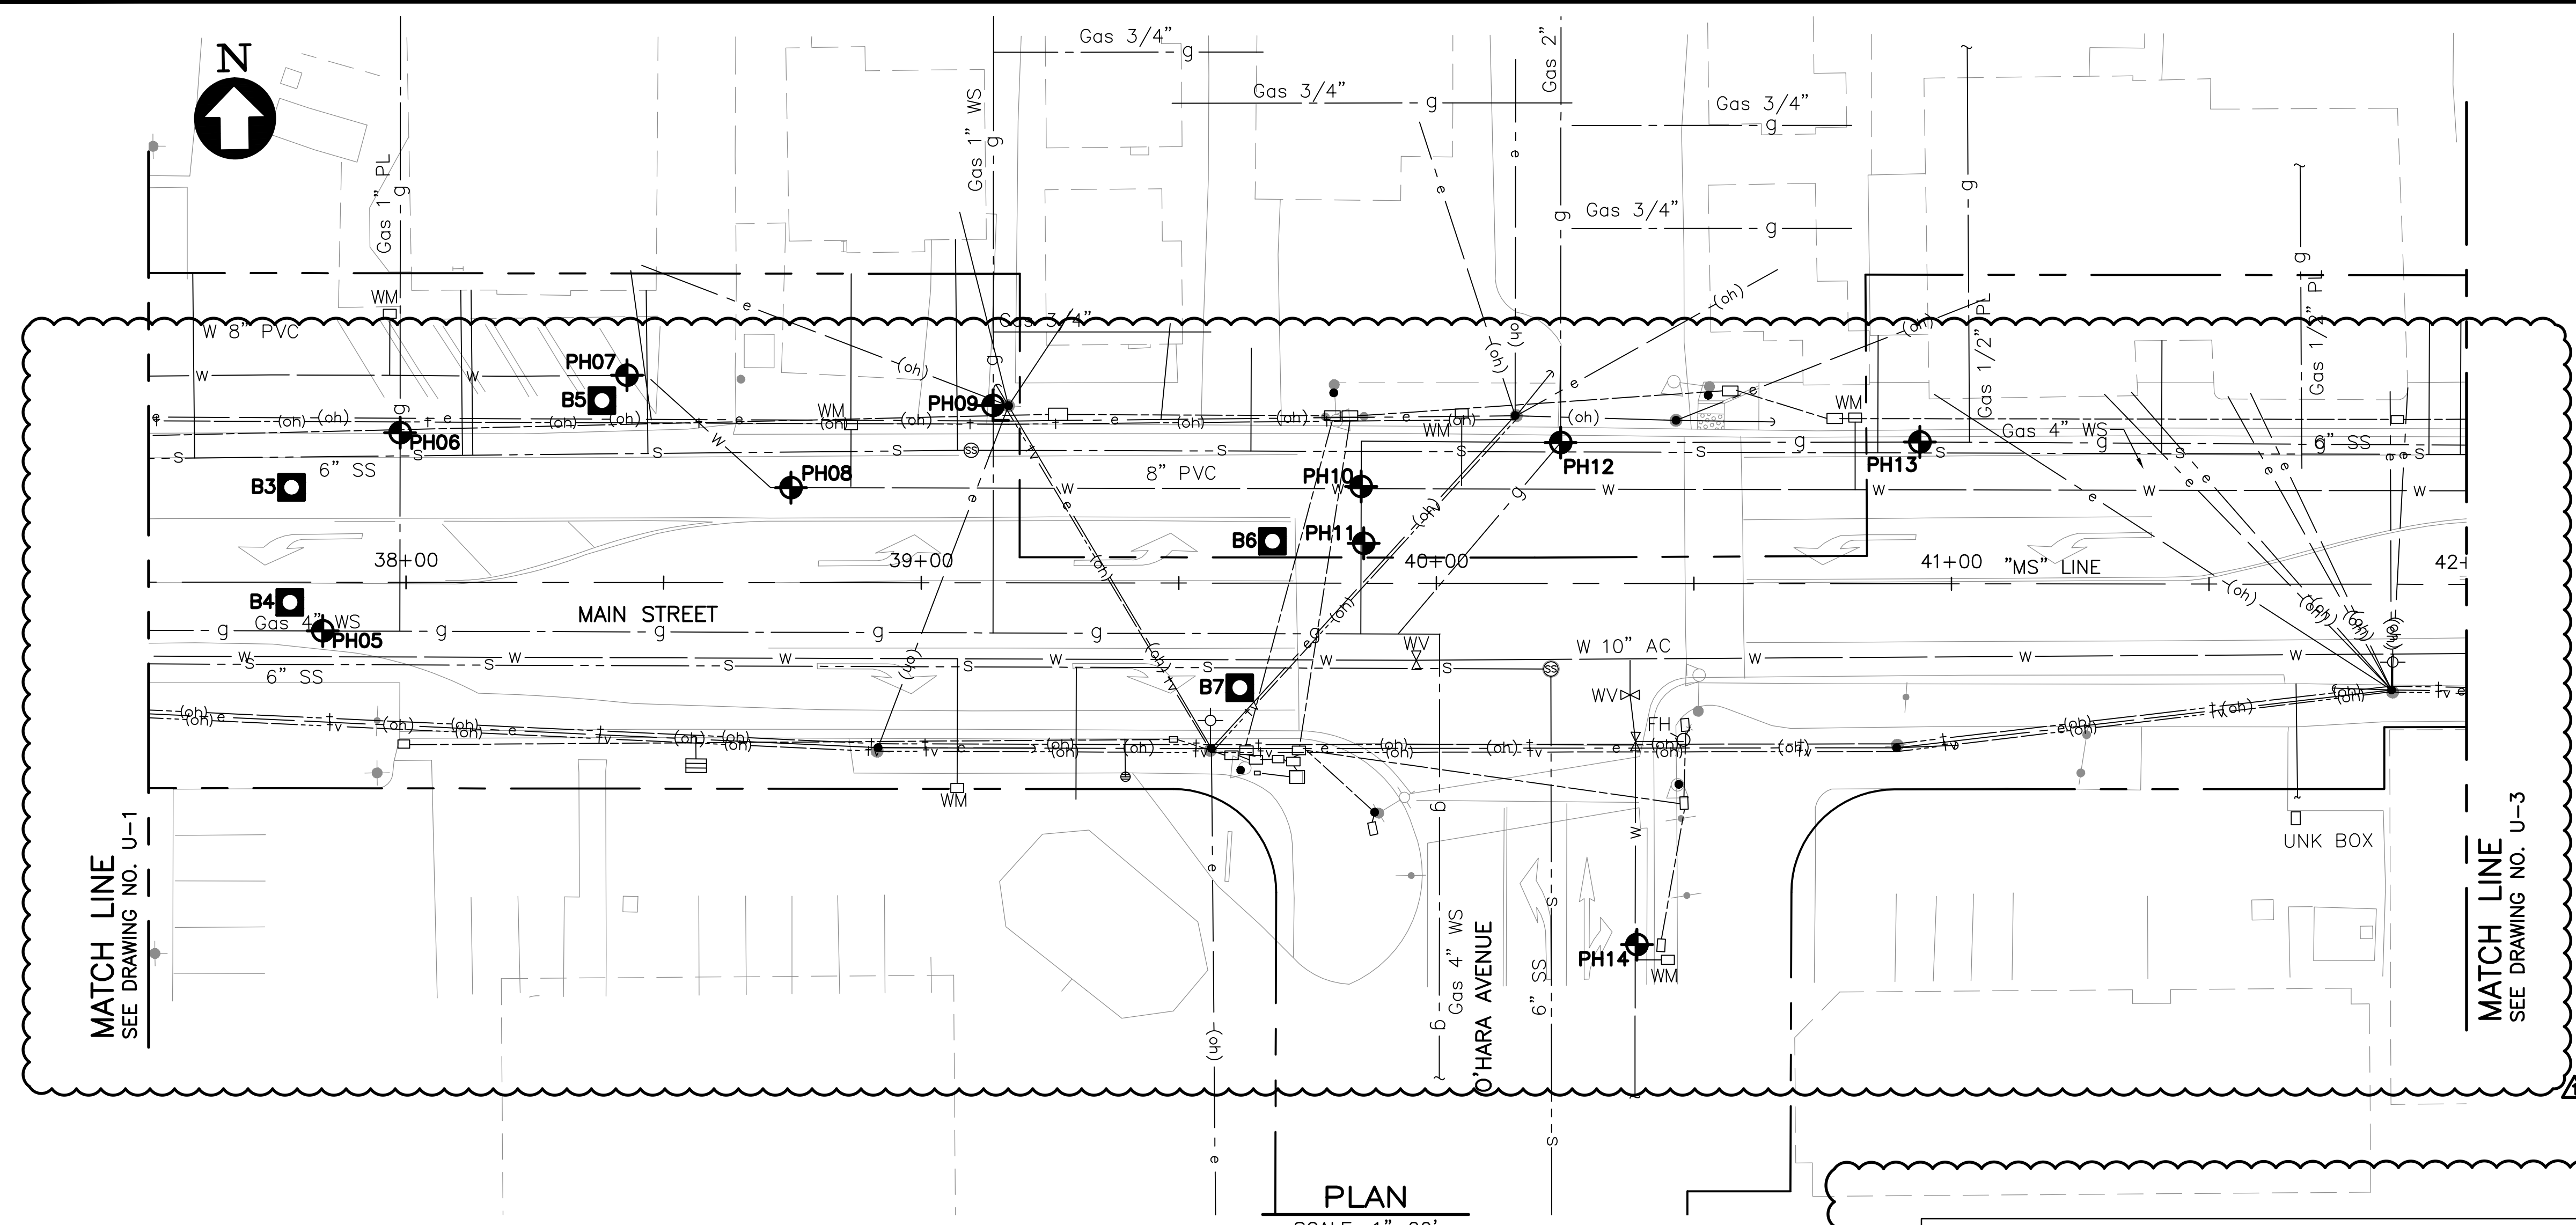 N
Gas 3/4"
g
Gas 3/4"
g
Gas 2"
Gas 3/4"
g
Gas 1" WS
g
Gas 1" PL
g
Gas 3/4"
g
WM
W 8" PVC
Gas 3/4"
Gas 1/2" PL
Gas 1/2" PL
PH07
B5
PH09
WM
WM
WM
PH06
6" SS
B3
PH08
8" PVC
PH10
PH12
PH13
Gas 4" WS
6" SS
B6
PH11
38+00
39+00
40+00
41+00
"MS" LINE
42+
B4
Gas 4" WS
PH05
MAIN STREET
6" SS
WV
W 10" AC
WV
B7
FH
WM
UNK BOX
MATCH LINE
SEE DRAWING NO. U-1
MATCH LINE
SEE DRAWING NO. U-3
Gas 4" WS
O'HARA AVENUE
6" SS
PH14
WM
PLAN